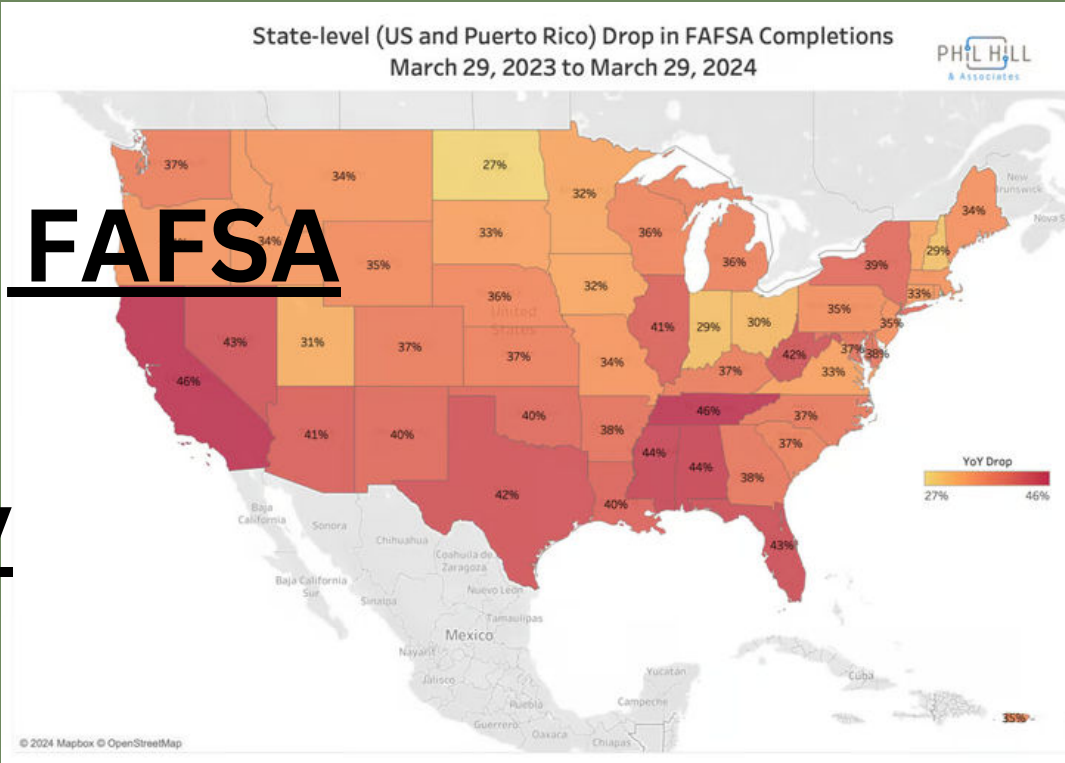 State-level (US and Puerto Rico) Drop in FAFSA Completions
March 29, 2023 to March 29, 2024
PHIL HILL
& Associates
FAFSA
37%
34%
27%
32%
34%
33%
35%
36%
36%
36%
39%
34%
29%
33%
32%
35%
35%
United
States
43%
31%
37%
37%
34%
41%
29%
30%
42%
37%
38%
33%
37%
46%
41%
40%
40%
38%
46%
37%
37%
42%
40%
44%
44%
38%
43%
YoY Drop
27% 46%
New
Brunswick
Nova S
Baja
California
Sonora
Chihuahua
Coahuila de
Zaragoza
Baja California
Sur
Sinaloa
Nuevo León
Tamaulipas
Mexico
Nayarit
Jalisco
Yucatán
Campeche
Puebla
Guerrero
Oaxaca
Chiapas
Cuba
35%
© 2024 Mapbox © OpenStreetMap